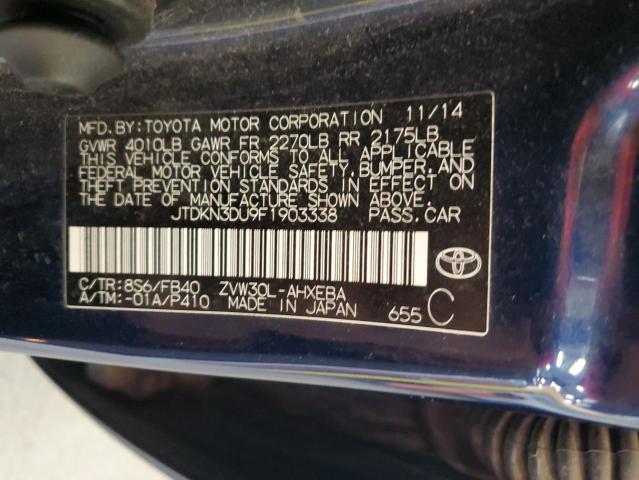 MFD. BY: TOYOTA MOTOR CORPORATION 11/14
GVWR 4010LB GAWR FR 2270LB RR 2175LB
THIS VEHICLE CONFORMS TO ALL APPLICABLE
FEDERAL MOTOR VEHICLE SAFETY, BUMPER, AND
THEFT PREVENTION STANDARDS IN EFFECT ON
THE DATE OF MANUFACTURE SHOWN ABOVE.
JTDKN3DU9F1903338 PASS. CAR
C/TR: 8S6/FB40 ZVW30L-AHXEBA
A/TM: -01A/P410 MADE IN JAPAN 655 C